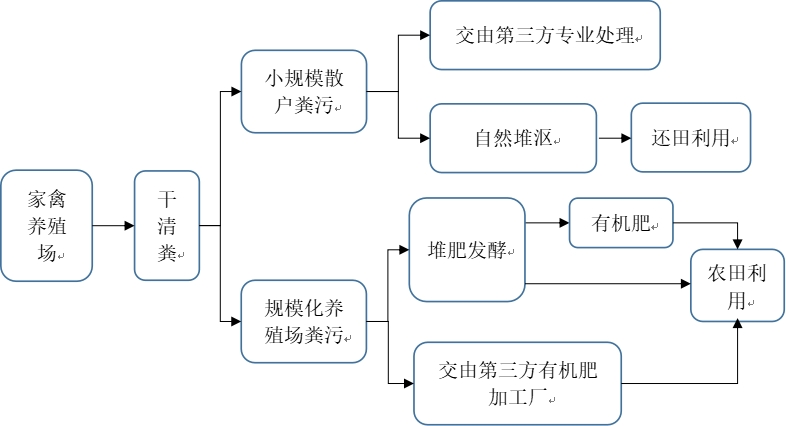 家禽
养殖
场
干
清
粪
小规模散
户粪污
交由第三方专业处理
自然堆沤
还田利用
规模化养
殖场粪污
堆肥发酵
有机肥
农田利
用
交由第三方有机肥
加工厂